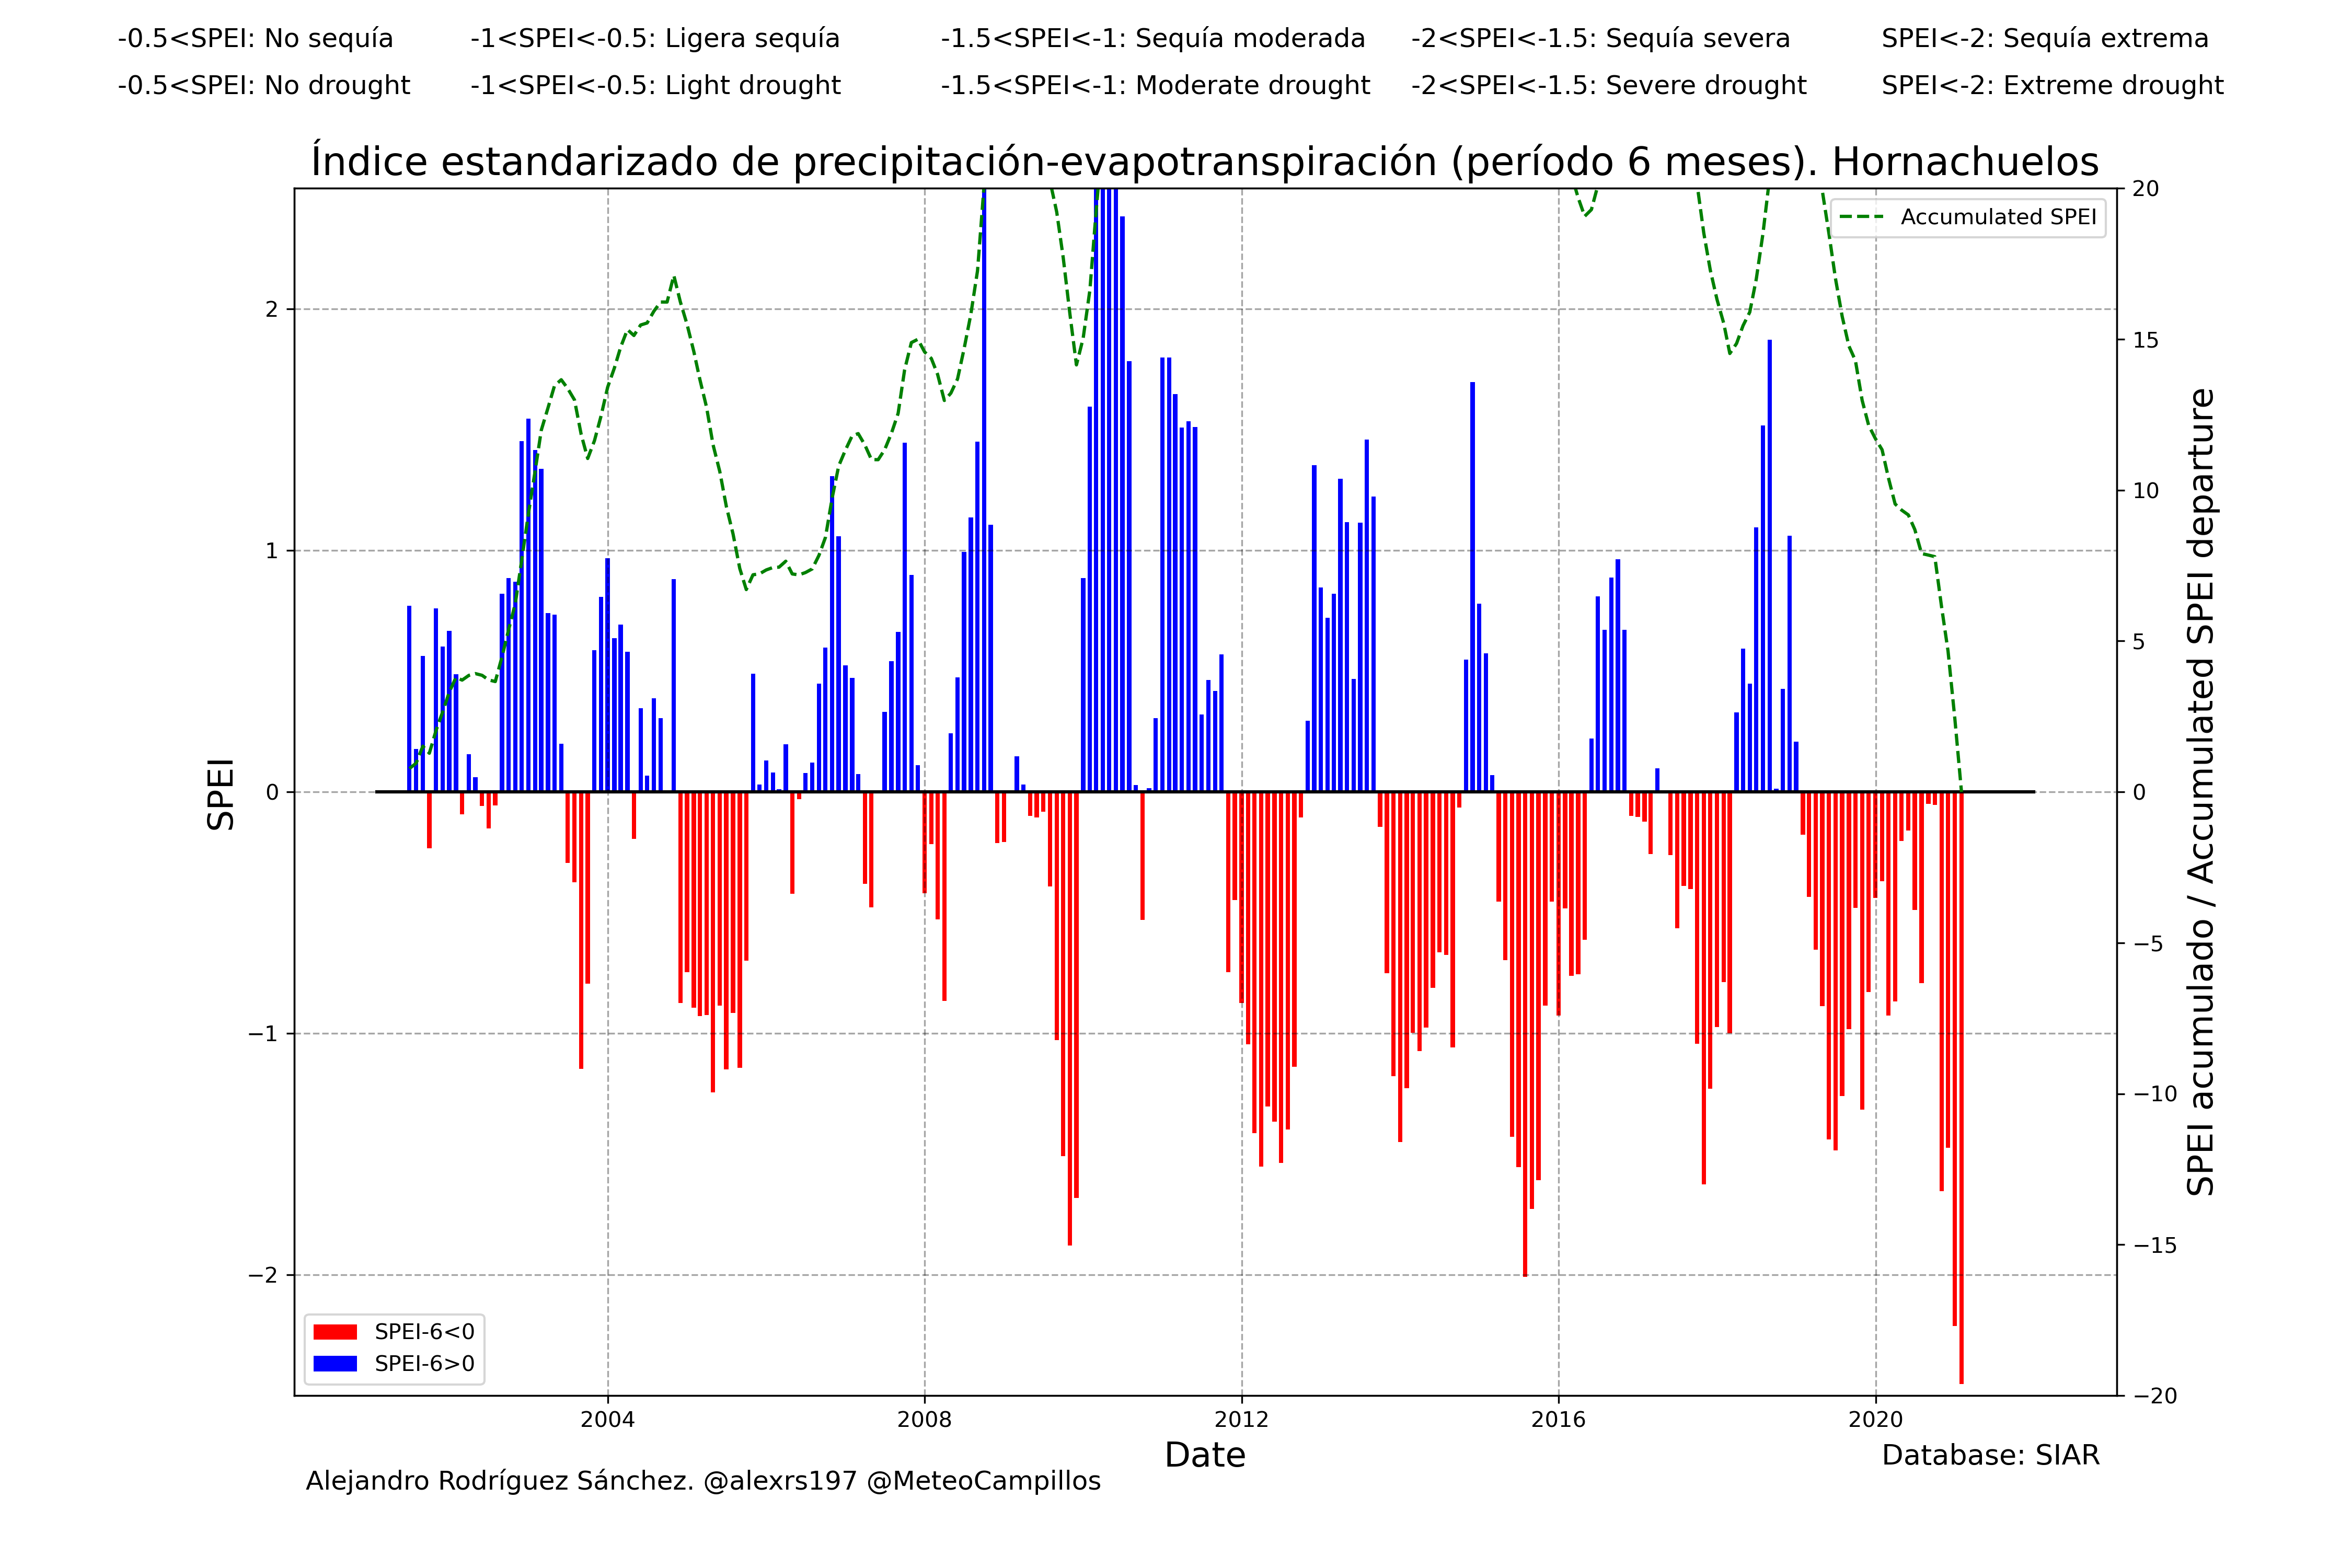 -0.5<SPEI: No sequía -1<SPEI<-0.5: Ligera sequía -1.5<SPEI<-1: Sequía moderada -2<SPEI<-1.5: Sequía severa SPEI<-2: Sequía extrema
-0.5<SPEI: No drought -1<SPEI<-0.5: Light drought -1.5<SPEI<-1: Moderate drought -2<SPEI<-1.5: Severe drought SPEI<-2: Extreme drought
Índice estandarizado de precipitación-evapotranspiración (período 6 meses). Hornachuelos
Accumulated SPEI
SPEI
2
1
0
−1
−2
20
15
10
5
0
−5
−10
−15
−20
SPEI acumulado / Accumulated SPEI departure
SPEI-6<0
SPEI-6>0
2004 2008 2012 2016 2020
Date
Database: SIAR
Alejandro Rodríguez Sánchez. @alexrs197 @MeteoCampillos